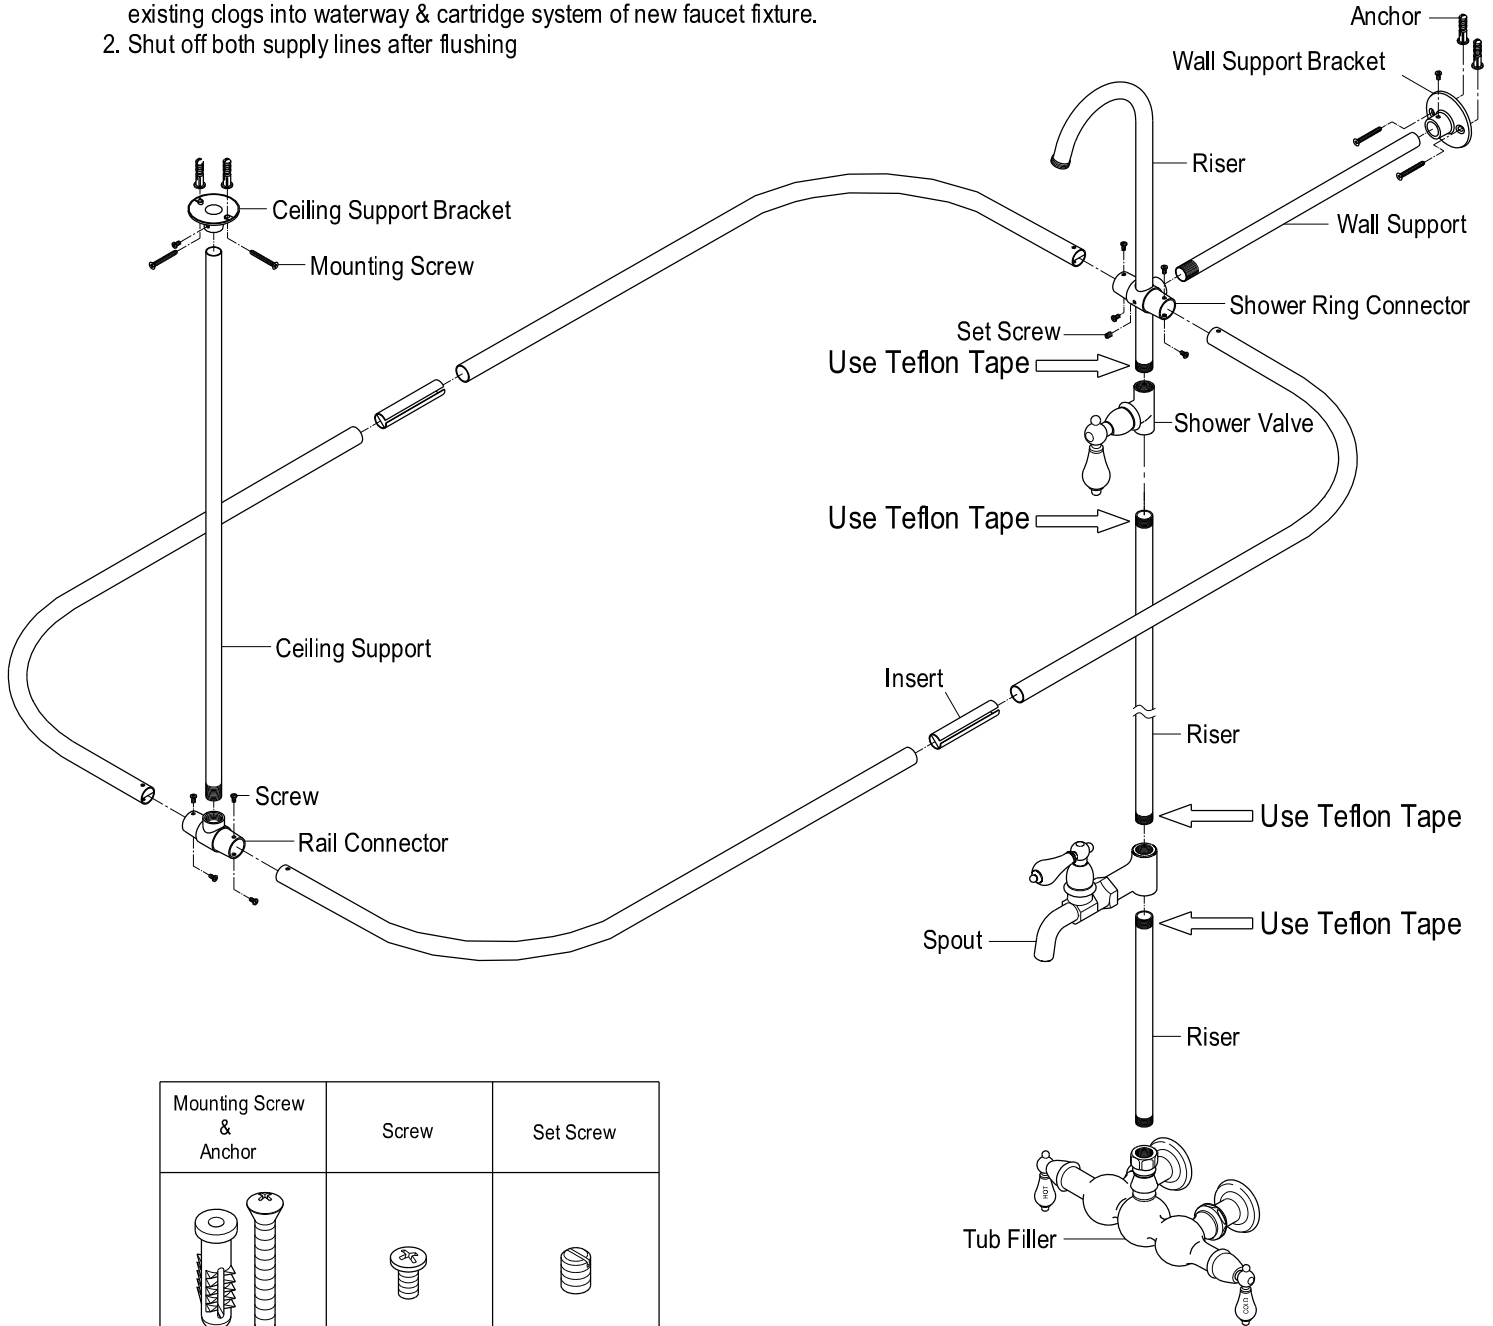 existing clogs into waterway & cartridge system of new faucet fixture.
2. Shut off both supply lines after flushing
Anchor
Wall Support Bracket
Riser
Ceiling Support Bracket
Wall Support
Mounting Screw
Shower Ring Connector
Set Screw
Use Teflon Tape
Shower Valve
Use Teflon Tape
Ceiling Support
Insert
Riser
Screw
Use Teflon Tape
Rail Connector
Use Teflon Tape
Spout
Riser
Mounting Screw
&
Anchor
Screw
Set Screw
HOT
Tub Filler
COLD